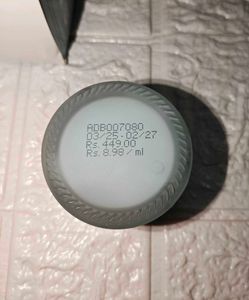 ADB007080
03/25-02/27
Rs. 449.00
Rs. 8.98 / ml